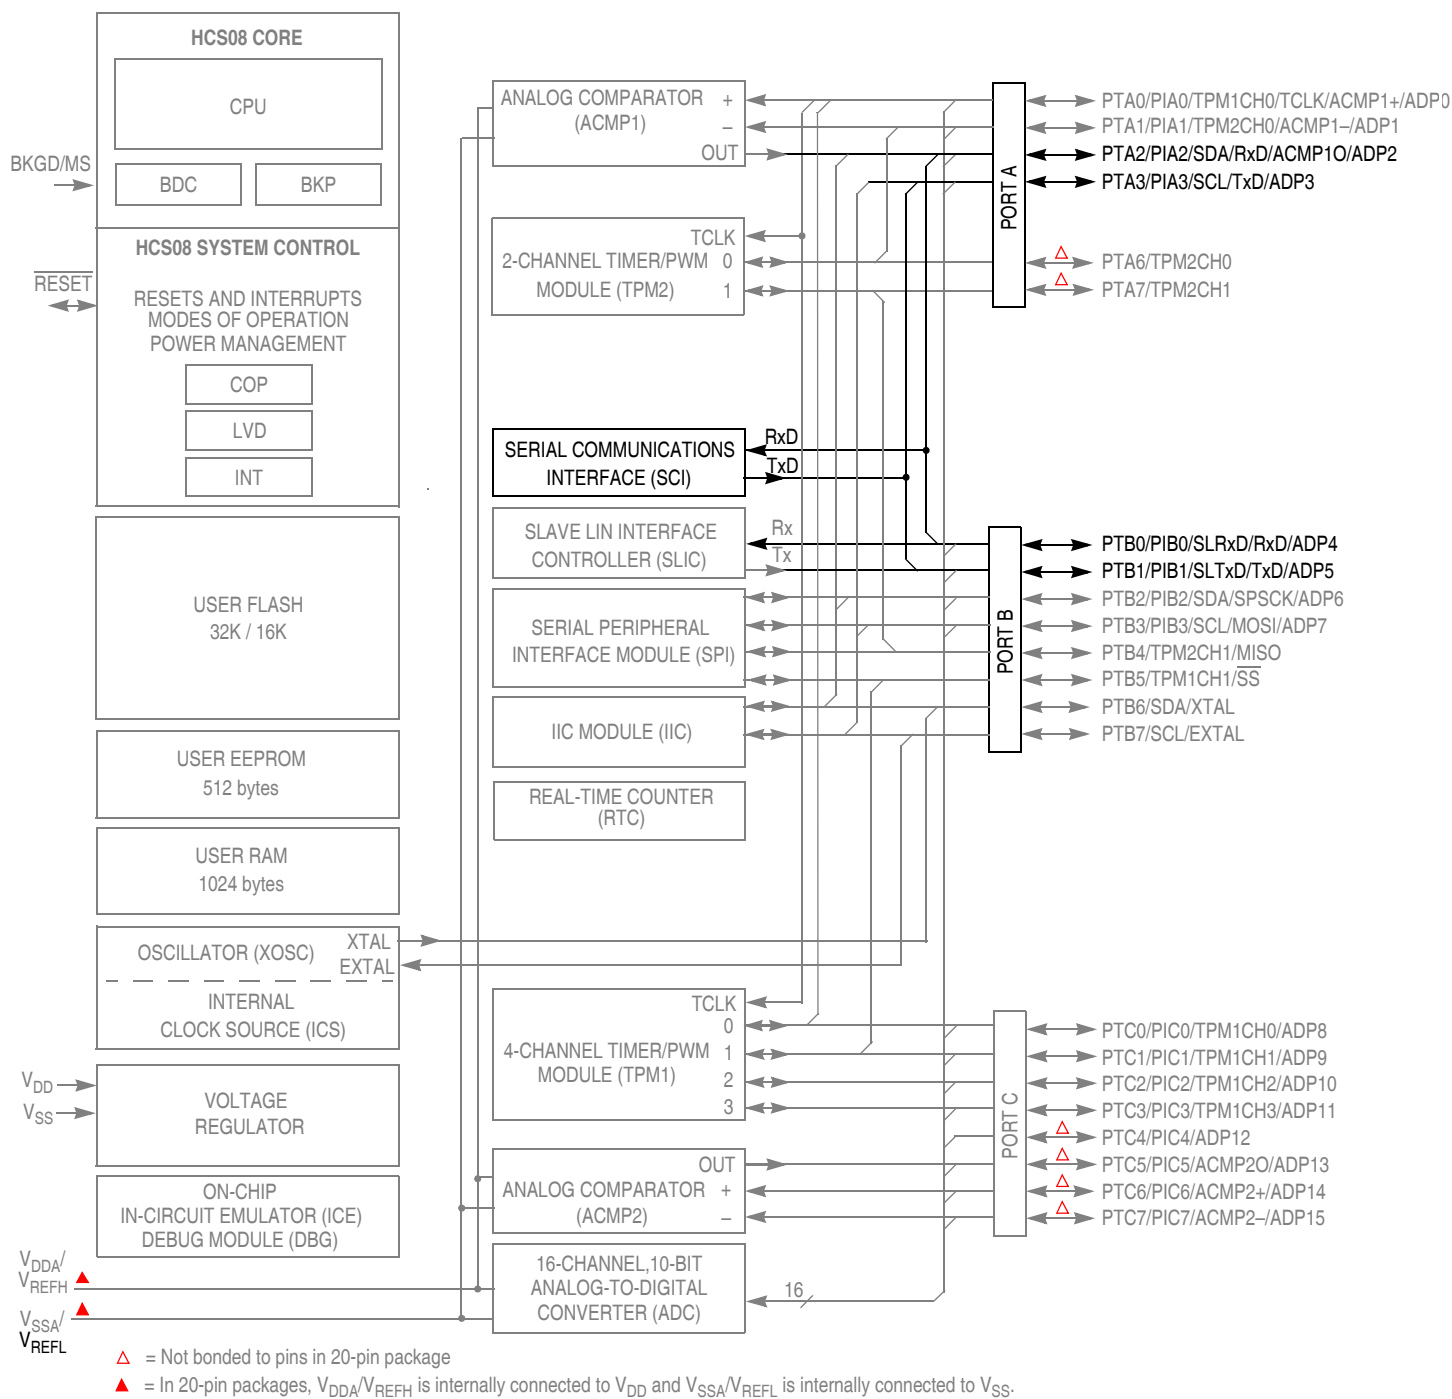 HCS08 CORE
CPU
BDC
BKP
BKGD/MS
HCS08 SYSTEM CONTROL
RESET
RESETS AND INTERRUPTS
MODES OF OPERATION
POWER MANAGEMENT
COP
LVD
INT
USER FLASH
32K / 16K
USER EEPROM
512 bytes
USER RAM
1024 bytes
OSCILLATOR (XOSC)
XTAL
EXTAL
INTERNAL
CLOCK SOURCE (ICS)
VDD
VSS
VOLTAGE
REGULATOR
ON-CHIP
IN-CIRCUIT EMULATOR (ICE)
DEBUG MODULE (DBG)
VDDA/
VREFH
VSSA/
VREFL
ANALOG COMPARATOR
(ACMP1)
+
–
OUT
2-CHANNEL TIMER/PWM
MODULE (TPM2)
TCLK
0
1
SERIAL COMMUNICATIONS
INTERFACE (SCI)
RxD
TxD
SLAVE LIN INTERFACE
CONTROLLER (SLIC)
Rx
Tx
SERIAL PERIPHERAL
INTERFACE MODULE (SPI)
IIC MODULE (IIC)
REAL-TIME COUNTER
(RTC)
4-CHANNEL TIMER/PWM
MODULE (TPM1)
TCLK
0
1
2
3
OUT
ANALOG COMPARATOR
(ACMP2)
+
–
16-CHANNEL,10-BIT
ANALOG-TO-DIGITAL
CONVERTER (ADC)
16
PORT A
PTA0/PIA0/TPM1CH0/TCLK/ACMP1+/ADP0
PTA1/PIA1/TPM2CH0/ACMP1–/ADP1
PTA2/PIA2/SDA/RxD/ACMP1O/ADP2
PTA3/PIA3/SCL/TxD/ADP3
PTA6/TPM2CH0
PTA7/TPM2CH1
PORT B
PTB0/PIB0/SLRxD/RxD/ADP4
PTB1/PIB1/SLTxD/TxD/ADP5
PTB2/PIB2/SDA/SPSCK/ADP6
PTB3/PIB3/SCL/MOSI/ADP7
PTB4/TPM2CH1/MISO
PTB5/TPM1CH1/SS
PTB6/SDA/XTAL
PTB7/SCL/EXTAL
PORT C
PTC0/PIC0/TPM1CH0/ADP8
PTC1/PIC1/TPM1CH1/ADP9
PTC2/PIC2/TPM1CH2/ADP10
PTC3/PIC3/TPM1CH3/ADP11
PTC4/PIC4/ADP12
PTC5/PIC5/ACMP2O/ADP13
PTC6/PIC6/ACMP2+/ADP14
PTC7/PIC7/ACMP2–/ADP15
△ = Not bonded to pins in 20-pin package
▲ = In 20-pin packages, VDDA/VREFH is internally connected to VDD and VSSA/VREFL is internally connected to VSS.